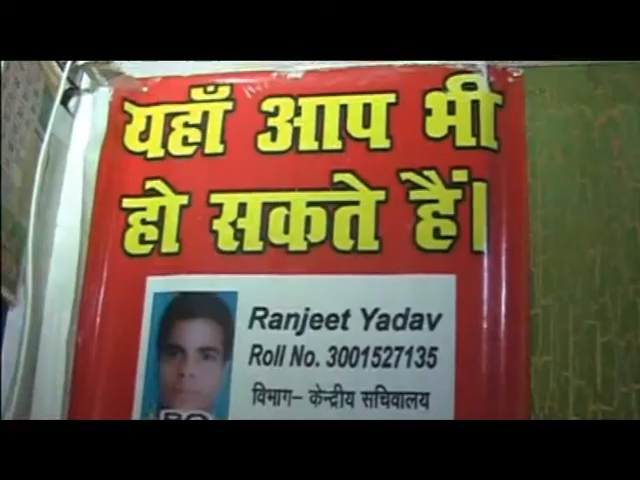 यहाँ आप भी
हो सकते हैं।
Ranjeet Yadav
Roll No. 3001527135
विभाग– केन्द्रीय सचिवालय